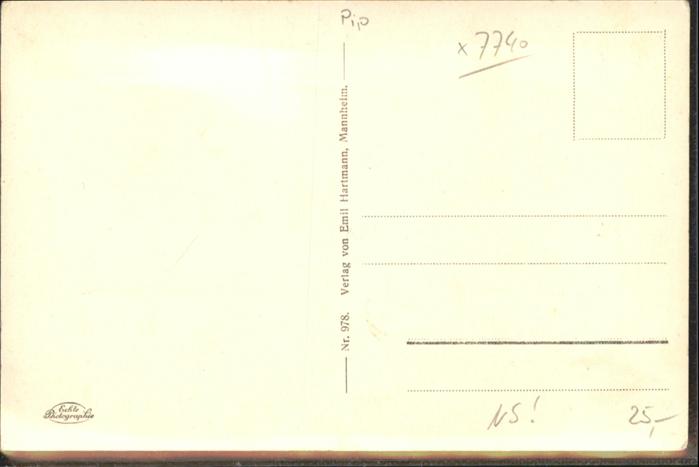 Pip
x 7740
Nr. 978. Verlag von Emil Hartmann, Mannheim.
Echte
Photographie
NS!
25,-